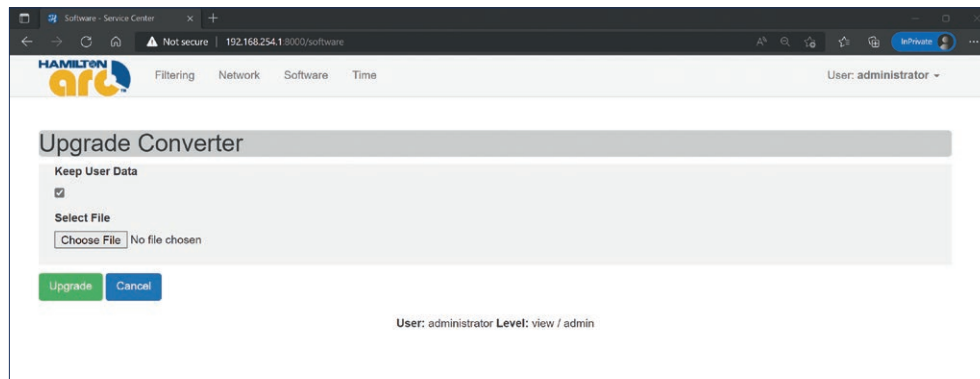 Software - Service Center
Not secure 192.168.254.1:8000/software
InPrivate
HAMILTON
arc
Filtering Network Software Time
User: administrator
Upgrade Converter
Keep User Data
Select File
Choose File No file chosen
Upgrade Cancel
User: administrator Level: view / admin